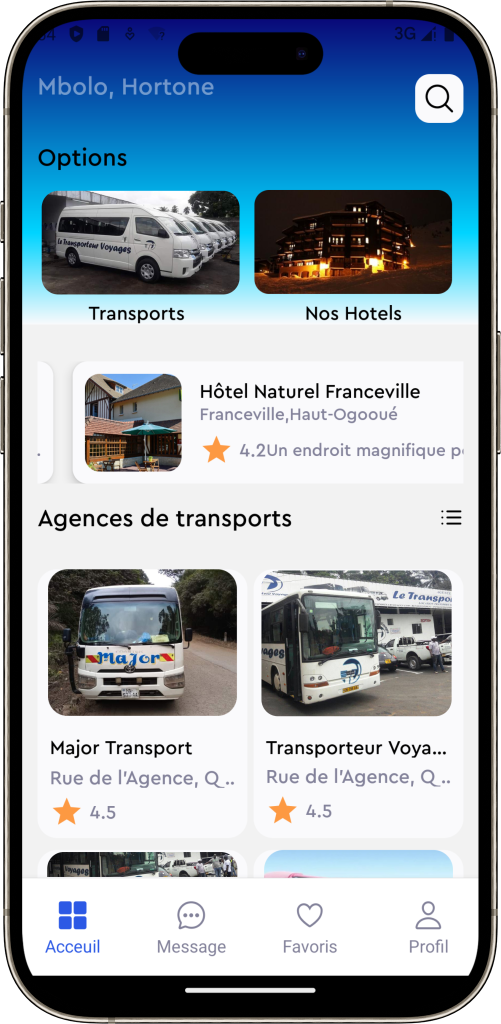 3G
Mbolo, Hortone
Options
Le Transporteur Voyages
Transports
Nos Hotels
Hôtel Naturel Franceville
Franceville,Haut-Ogooué
4.2Un endroit magnifique
Agences de transports
Major
Le Transpo
yages
Major Transport
Transporteur Voya...
Rue de l'Agence, Q...
Rue de l'Agence, Q...
4.5
4.5
Acceuil
Message
Favoris
Profil